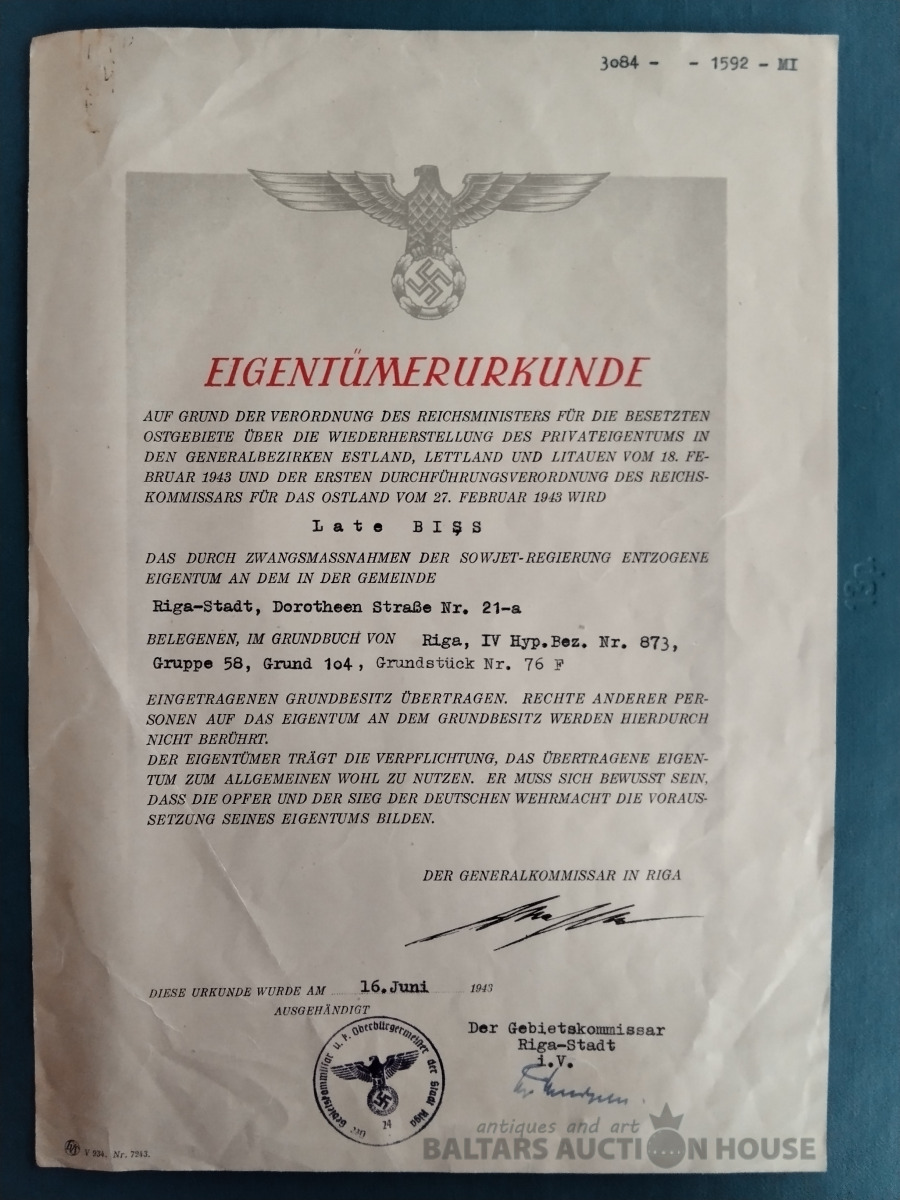 3o84 - - 1592 - MI
EIGENTÜMERURKUNDE
AUF GRUND DER VERORDNUNG DES REICHSMINISTERS FÜR DIE BESETZTEN
OSTGEBIETE ÜBER DIE WIEDERHERSTELLUNG DES PRIVATEIGENTUMS IN
DEN GENERALBEZIRKEN ESTLAND, LETTLAND UND LITAUEN VOM 18. FE-
BRUAR 1943 UND DER ERSTEN DURCHFÜHRUNGSVERORDNUNG DES REICHS-
KOMMISSARS FÜR DAS OSTLAND VOM 27. FEBRUAR 1943 WIRD
Late BIŞS
DAS DURCH ZWANGSMASSNAHMEN DER SOWJET-REGIERUNG ENTZOGENE
EIGENTUM AN DEM IN DER GEMEINDE
Riga-Stadt, Dorotheen Straße Nr. 21-a
BELEGENEN, IM GRUNDBUCH VON Riga, IV Hyp.Bez. Nr. 873,
Gruppe 58, Grund 1o4, Grundstück Nr. 76 F
EINGETRAGENEN GRUNDBESITZ ÜBERTRAGEN. RECHTE ANDERER PER-
SONEN AUF DAS EIGENTUM AN DEM GRUNDBESITZ WERDEN HIERDURCH
NICHT BERÜHRT.
DER EIGENTÜMER TRÄGT DIE VERPFLICHTUNG, DAS ÜBERTRAGENE EIGEN-
TUM ZUM ALLGEMEINEN WOHL ZU NUTZEN. ER MUSS SICH BEWUSST SEIN,
DASS DIE OPFER UND DER SIEG DER DEUTSCHEN WEHRMACHT DIE VORAUS-
SETZUNG SEINES EIGENTUMS BILDEN.
DER GENERALKOMMISSAR IN RIGA
DIESE URKUNDE WURDE AM 16.Juni 1943
AUSGEHÄNDIGT
Der Gebietskommissar
Riga-Stadt
i.V.
Gebietskommissar u. k. Oberbürgermeister der Stadt Riga
24
V 934. Nr. 7243.
antiques and art
BALTARS AUCTION HOUSE